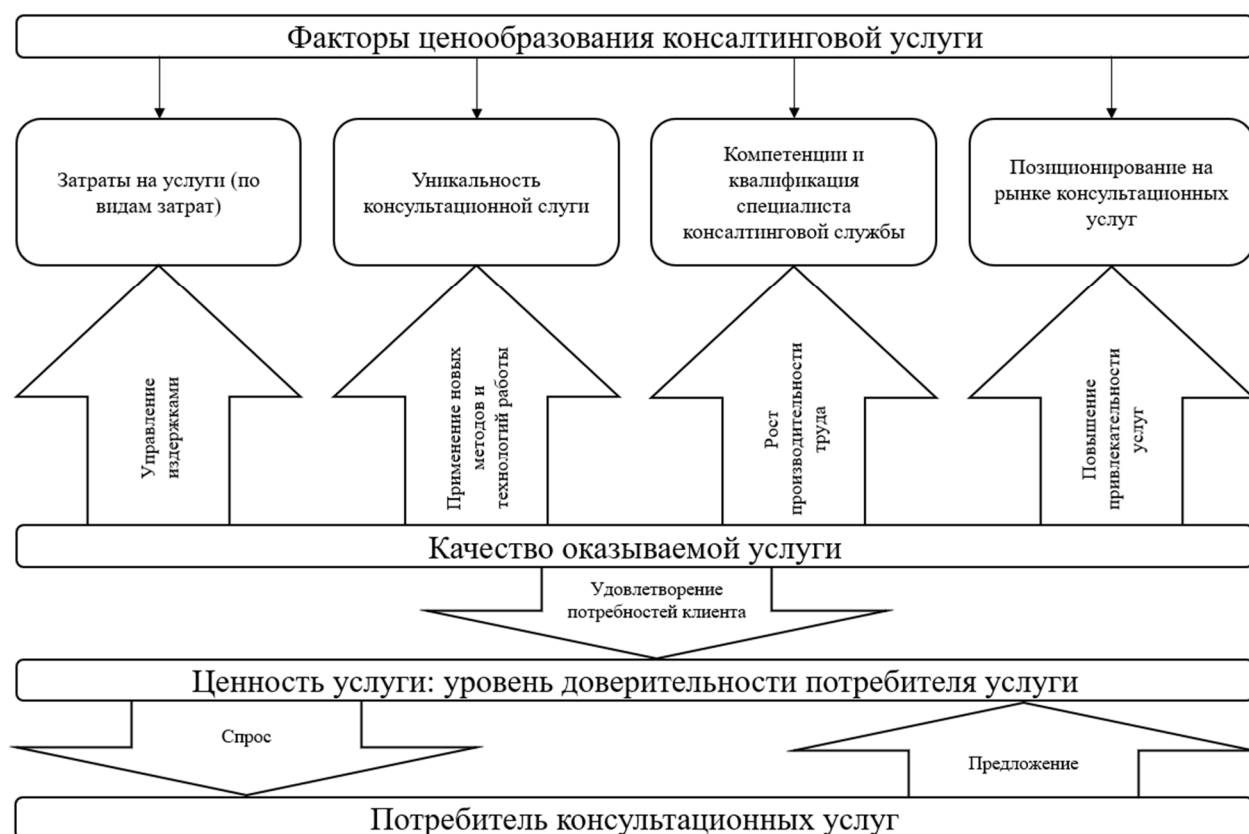 Факторы ценообразования консалтинговой услуги
Затраты на услуги (по
видам затрат)
Уникальность
консультационной слуги
Компетенции и
квалификация
специалиста
консалтинговой службы
Позиционирование на
рынке консультационных
услуг
Управление
издержками
Применение новых
методов и
технологий работы
Рост
производительности
труда
Повышение
привлекательности
услуг
Качество оказываемой услуги
Удовлетворение
потребностей клиента
Ценность услуги: уровень доверительности потребителя услуги
Спрос
Предложение
Потребитель консультационных услуг